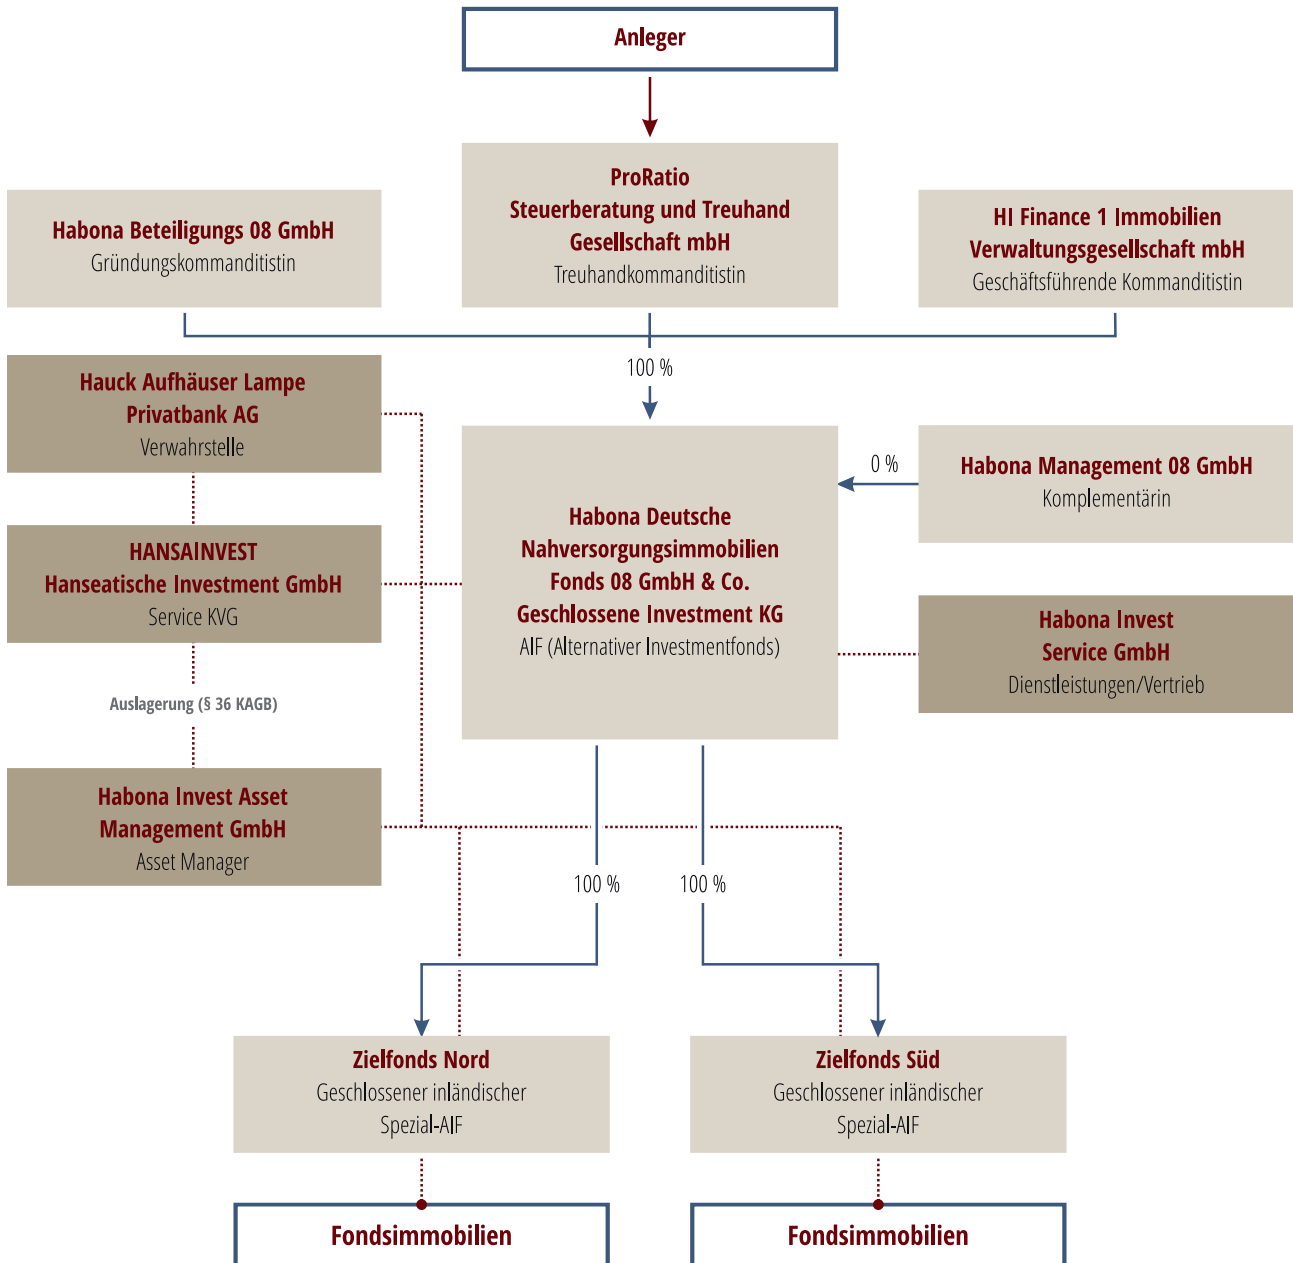 Anleger
ProRatio
Steuerberatung und Treuhand
Gesellschaft mbH
Treuhandkommanditistin
Habona Beteiligungs 08 GmbH
Gründungskommanditistin
HI Finance 1 Immobilien
Verwaltungsgesellschaft mbH
Geschäftsführende Kommanditistin
100 %
Hauck Aufhäuser Lampe
Privatbank AG
Verwahrstelle
0 %
Habona Management 08 GmbH
Komplementärin
HANSAINVEST
Hanseatische Investment GmbH
Service KVG
Habona Deutsche
Nahversorgungsimmobilien
Fonds 08 GmbH & Co.
Geschlossene Investment KG
AIF (Alternativer Investmentfonds)
Habona Invest
Service GmbH
Dienstleistungen/Vertrieb
Auslagerung (§ 36 KAGB)
Habona Invest Asset
Management GmbH
Asset Manager
100 %
100 %
Zielfonds Nord
Geschlossener inländischer
Spezial-AIF
Zielfonds Süd
Geschlossener inländischer
Spezial-AIF
Fondsimmobilien
Fondsimmobilien